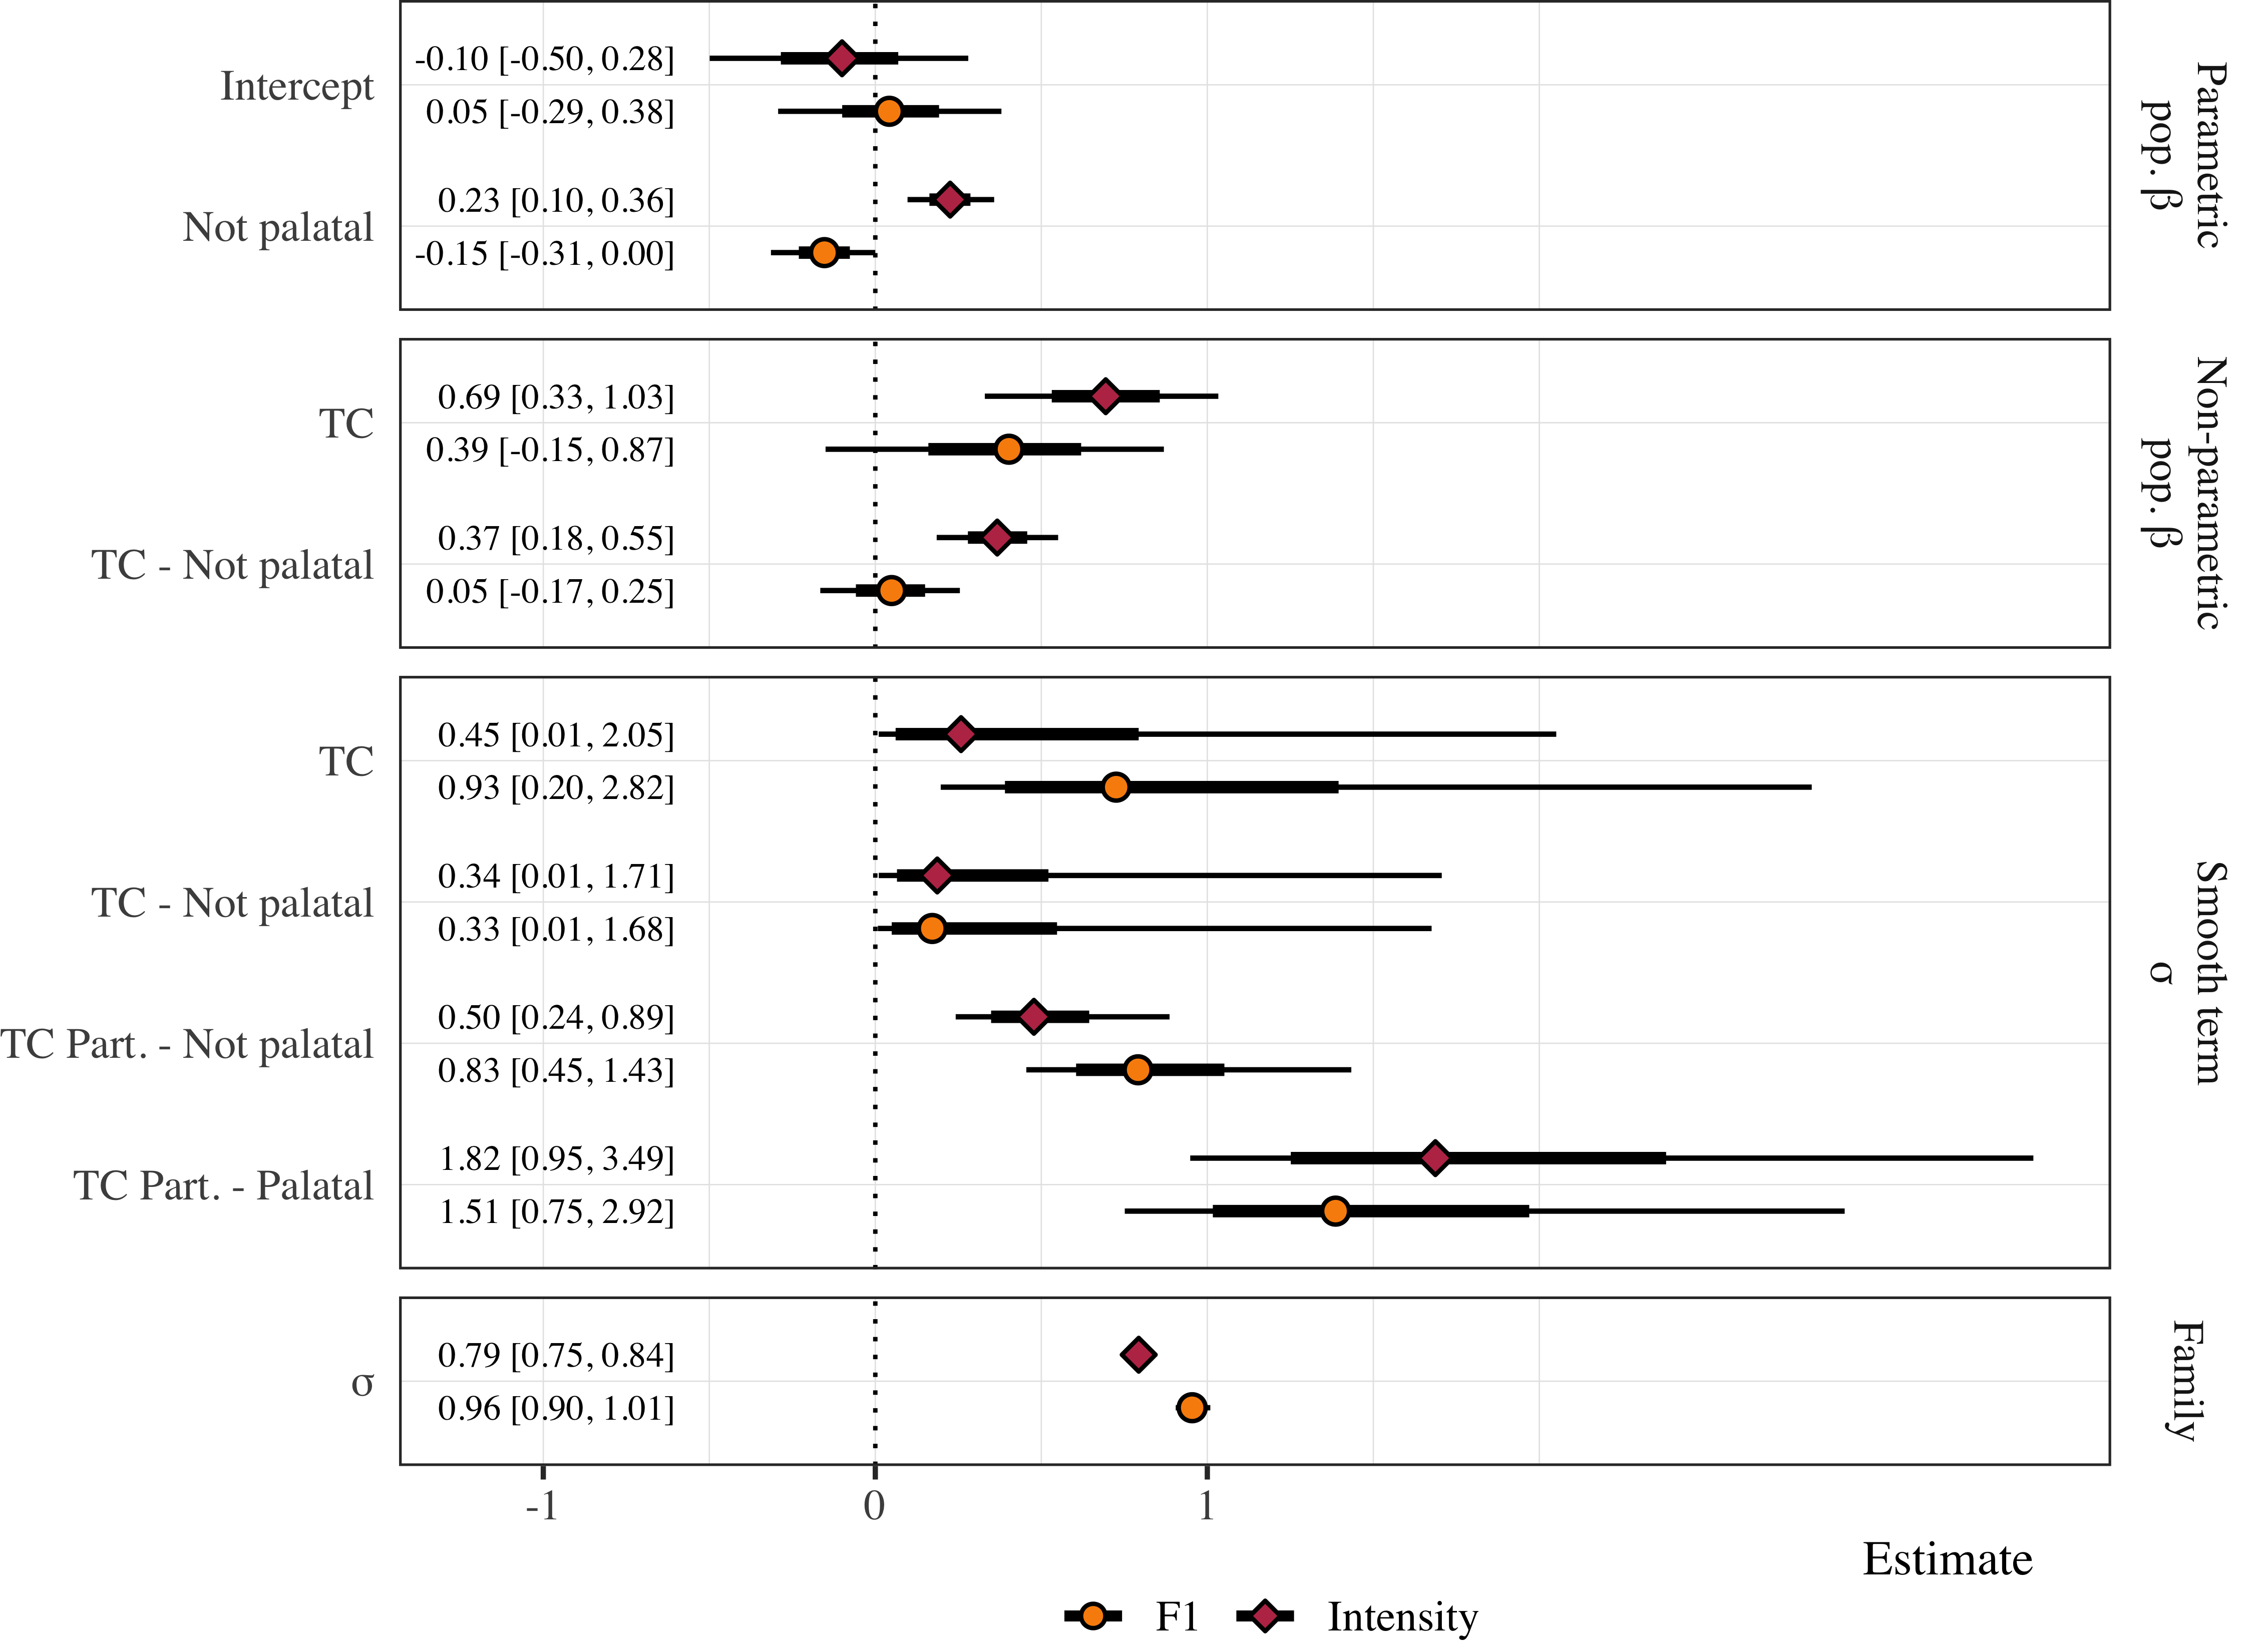 Parametric
pop. β
Intercept
-0.10 [-0.50, 0.28]
0.05 [-0.29, 0.38]
Not palatal
0.23 [0.10, 0.36]
-0.15 [-0.31, 0.00]
Non-parametric
pop. β
TC
0.69 [0.33, 1.03]
0.39 [-0.15, 0.87]
TC - Not palatal
0.37 [0.18, 0.55]
0.05 [-0.17, 0.25]
Smooth term
σ
TC
0.45 [0.01, 2.05]
0.93 [0.20, 2.82]
TC - Not palatal
0.34 [0.01, 1.71]
0.33 [0.01, 1.68]
TC Part. - Not palatal
0.50 [0.24, 0.89]
0.83 [0.45, 1.43]
TC Part. - Palatal
1.82 [0.95, 3.49]
1.51 [0.75, 2.92]
Family
σ
0.79 [0.75, 0.84]
0.96 [0.90, 1.01]
-1 0 1
Estimate
F1 Intensity